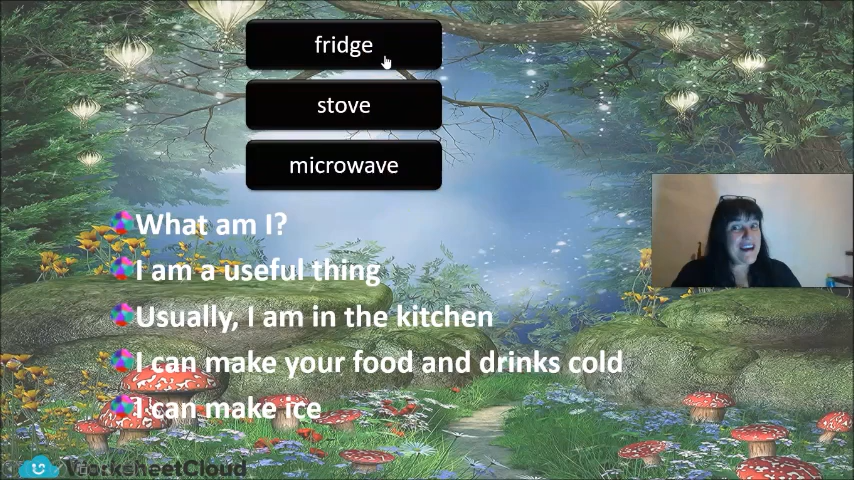 fridge
stove
microwave
What am I?
I am a useful thing
Usually, I am in the kitchen
I can make your food and drinks cold
I can make ice
WorksheetCloud